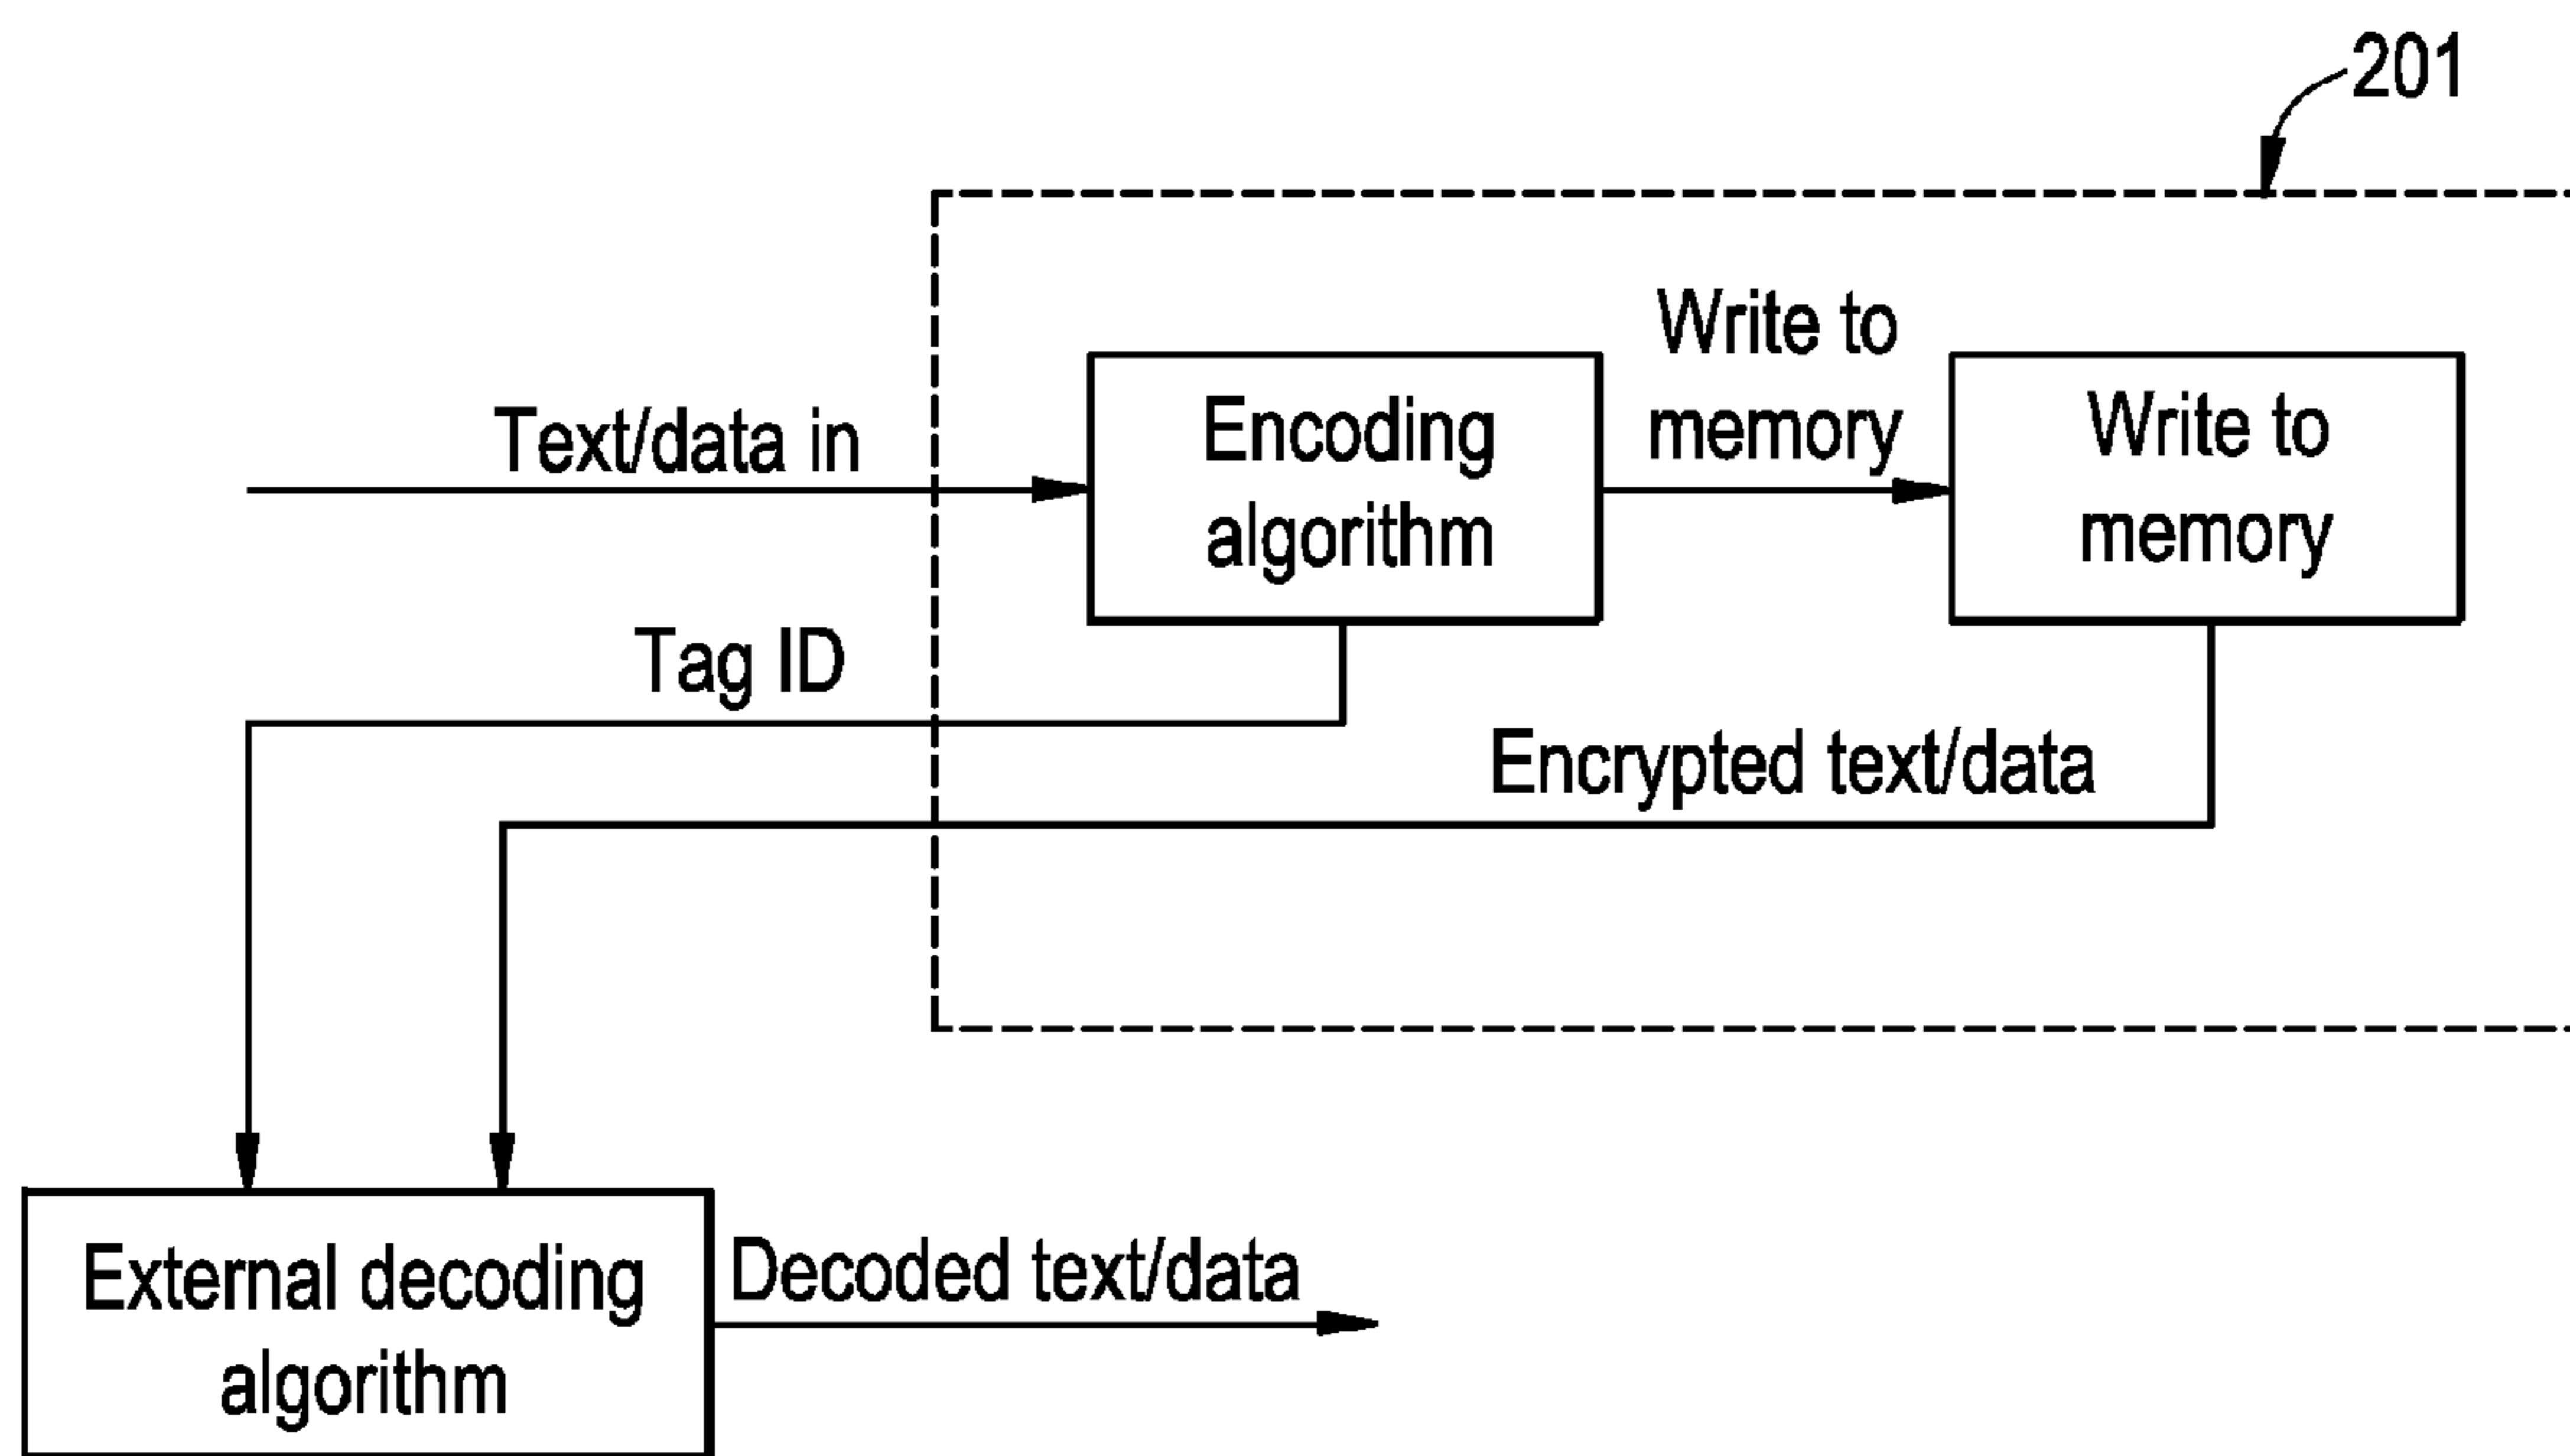 201
Write to
memory
Text/data in
Encoding
algorithm
Write to
memory
Tag ID
Encrypted text/data
External decoding
algorithm
Decoded text/data